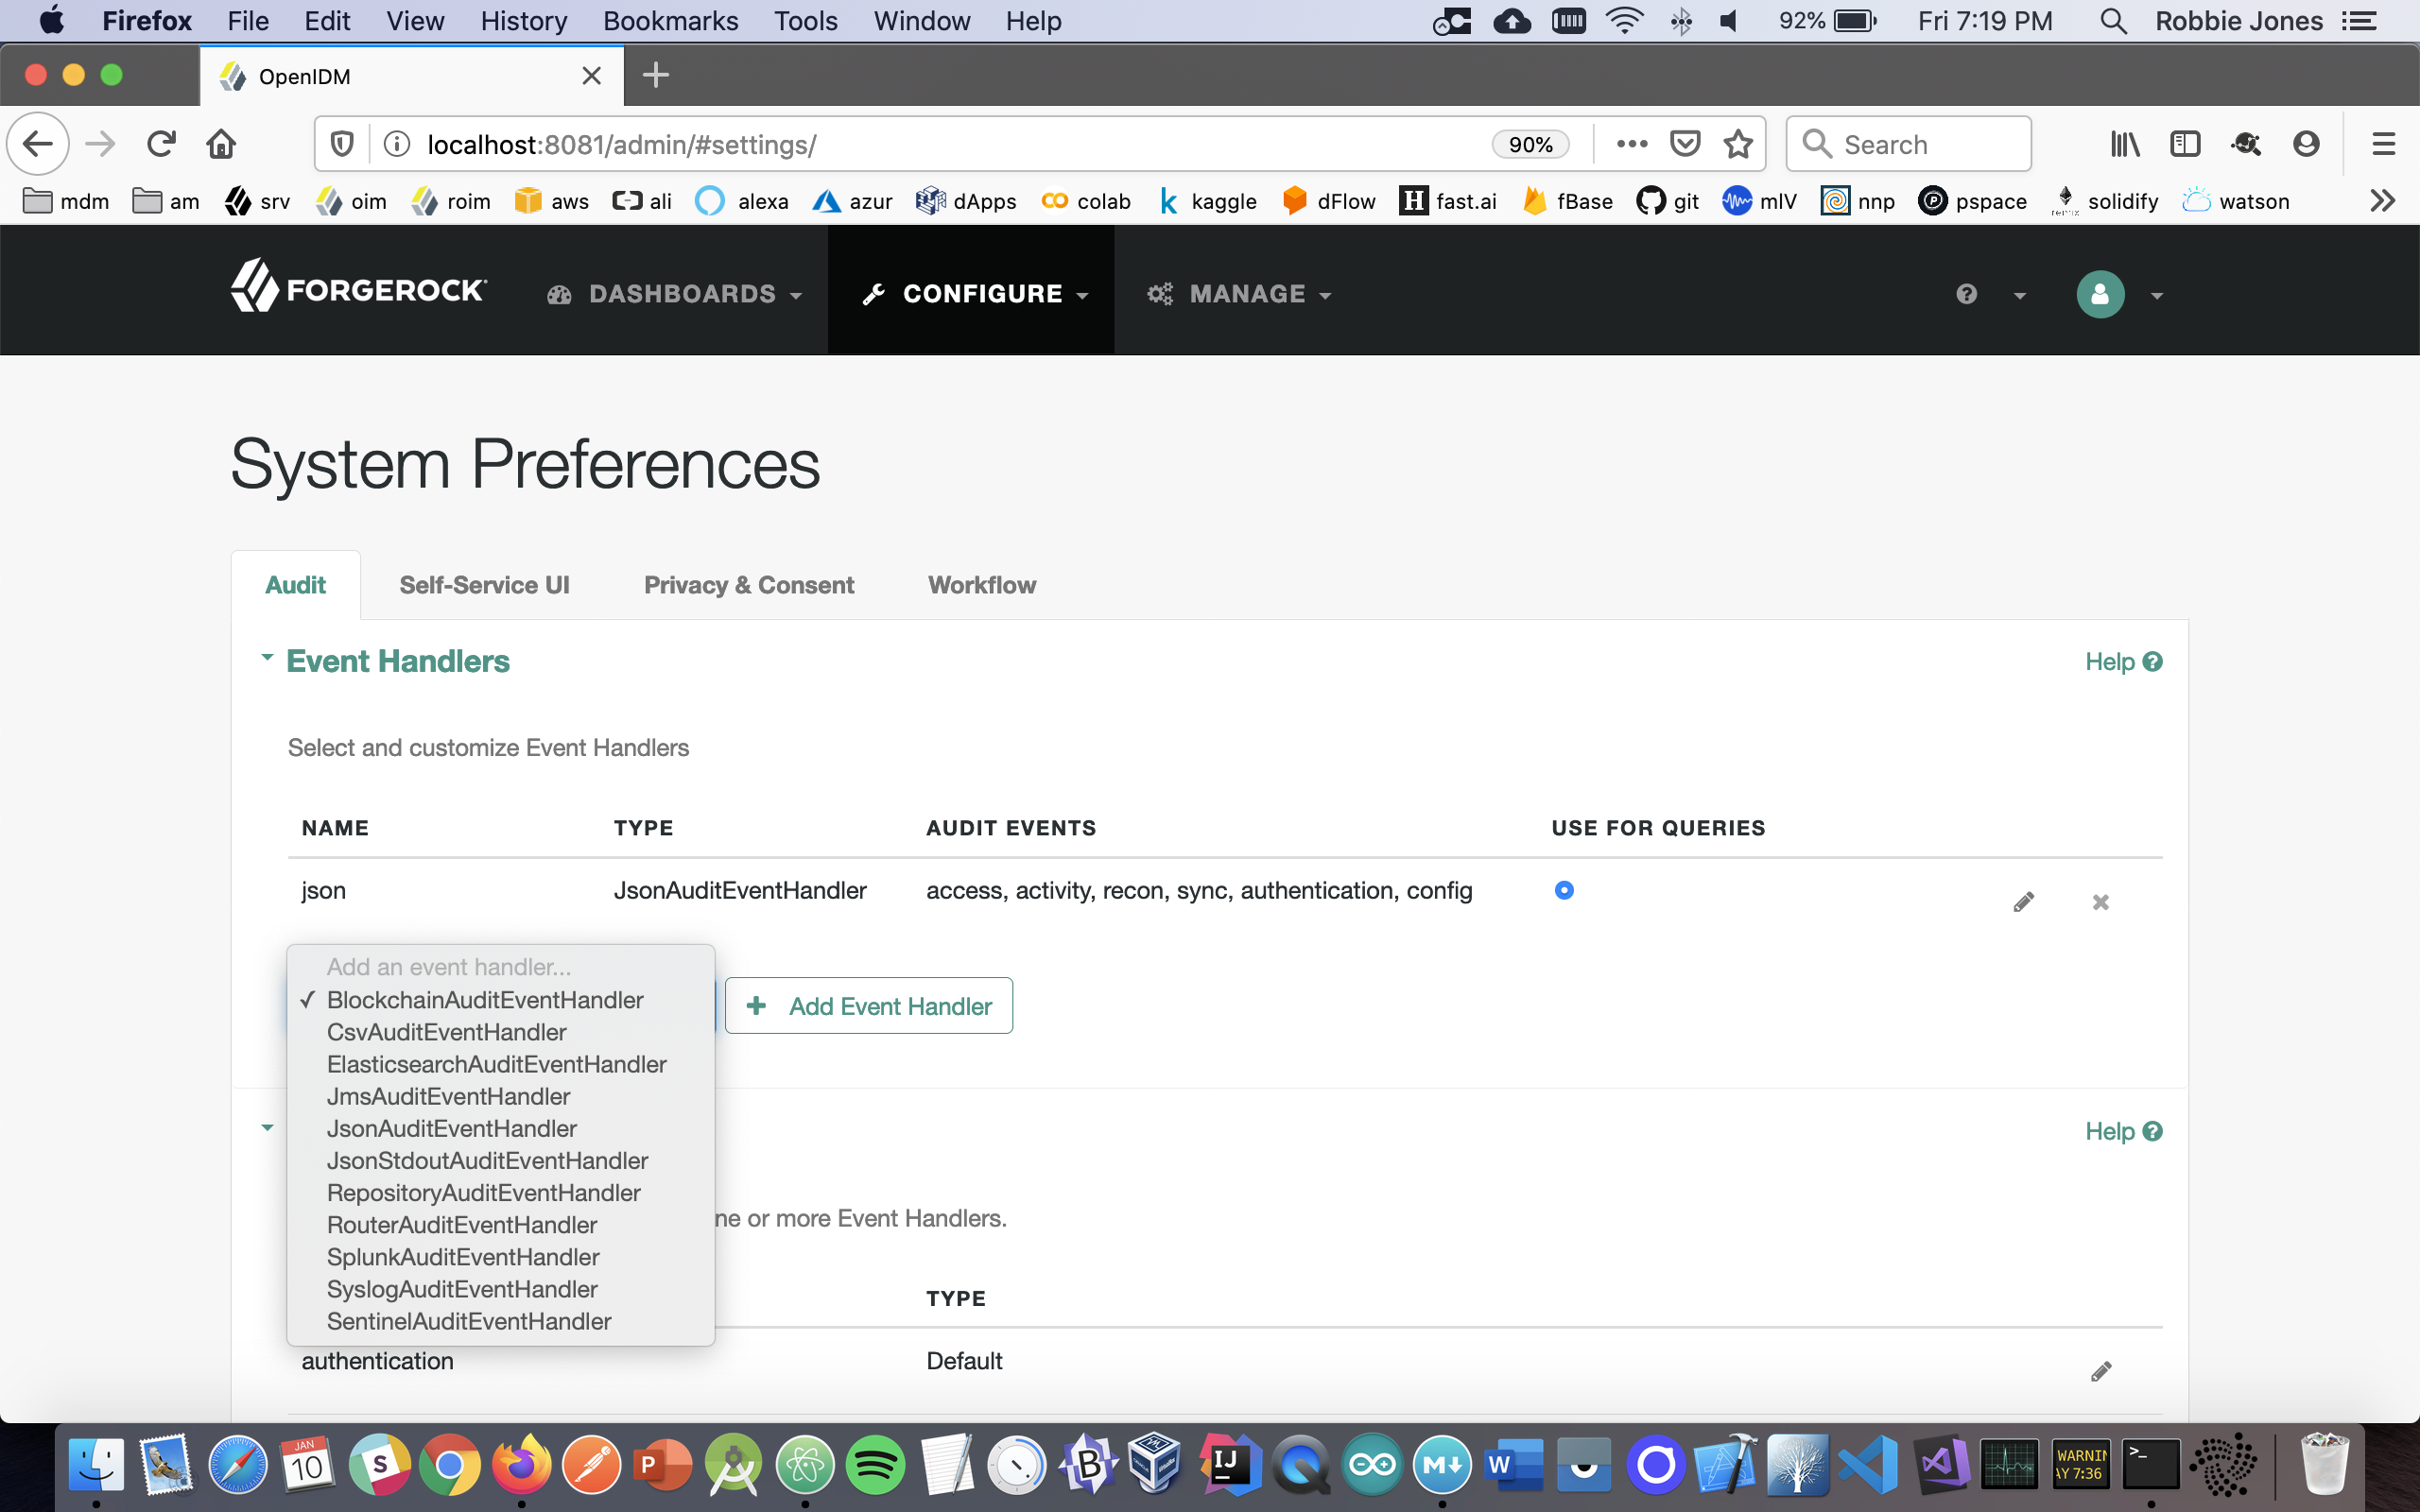 Firefox File Edit View History Bookmarks Tools Window Help 92% Fri 7:19 PM Robbie Jones
OpenIDM
localhost:8081/admin/#settings/ 90% Search
mdm am srv oim roim aws ali alexa azur dApps colab kaggle dFlow fast.ai fBase git mlV nnp pspace solidify watson
FORGEROCK DASHBOARDS CONFIGURE MANAGE
System Preferences
Audit Self-Service UI Privacy & Consent Workflow
Event Handlers Help
Select and customize Event Handlers
NAME TYPE AUDIT EVENTS USE FOR QUERIES
json JsonAuditEventHandler access, activity, recon, sync, authentication, config
Add an event handler...
BlockchainAuditEventHandler
Add Event Handler
CsvAuditEventHandler
ElasticsearchAuditEventHandler
JmsAuditEventHandler
JsonAuditEventHandler
Help
JsonStdoutAuditEventHandler
RepositoryAuditEventHandler
RouterAuditEventHandler
or more Event Handlers.
SplunkAuditEventHandler
SyslogAuditEventHandler
TYPE
SentinelAuditEventHandler
authentication Default
JAN
10
S
P
B
IJ
M
W
WARNIN
AY 7:36
>_